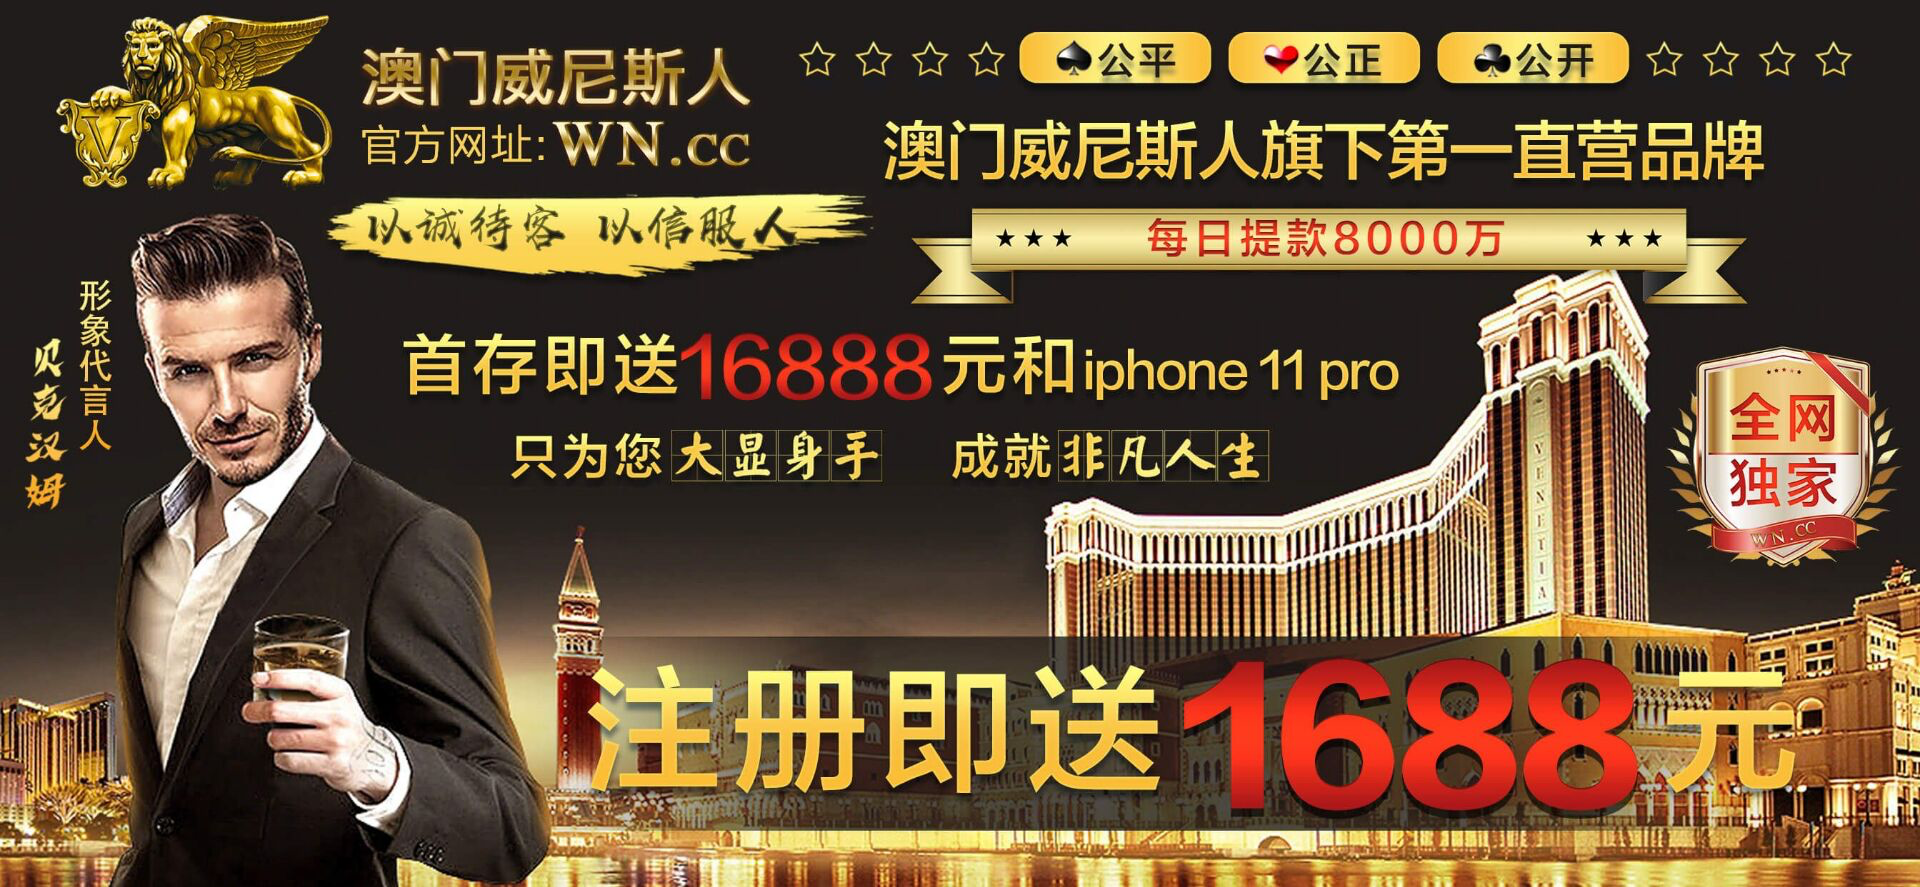 澳门威尼斯人
官方网址:WN.cc
公平
公正
公开
澳门威尼斯人旗下第一直营品牌
以诚待客 以信服人
每日提款8000万
形象代言人
贝克汉姆
首存即送16888元和iphone 11 pro
只为您大显身手 成就非凡人生
全网
独家
WN.CC
VENETIAN
注册即送1688元
V